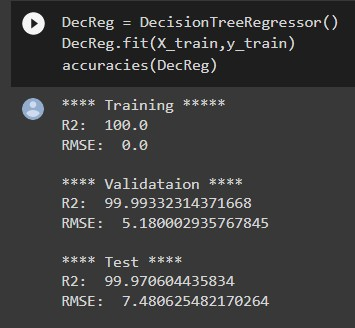 DecReg = DecisionTreeRegressor()
DecReg.fit(X_train,y_train)
accuracies(DecReg)
**** Training *****
R2:  100.0
RMSE:  0.0
**** Validataion ****
R2:  99.99332314371668
RMSE:  5.180002935767845
**** Test ****
R2:  99.970604435834
RMSE:  7.480625482170264